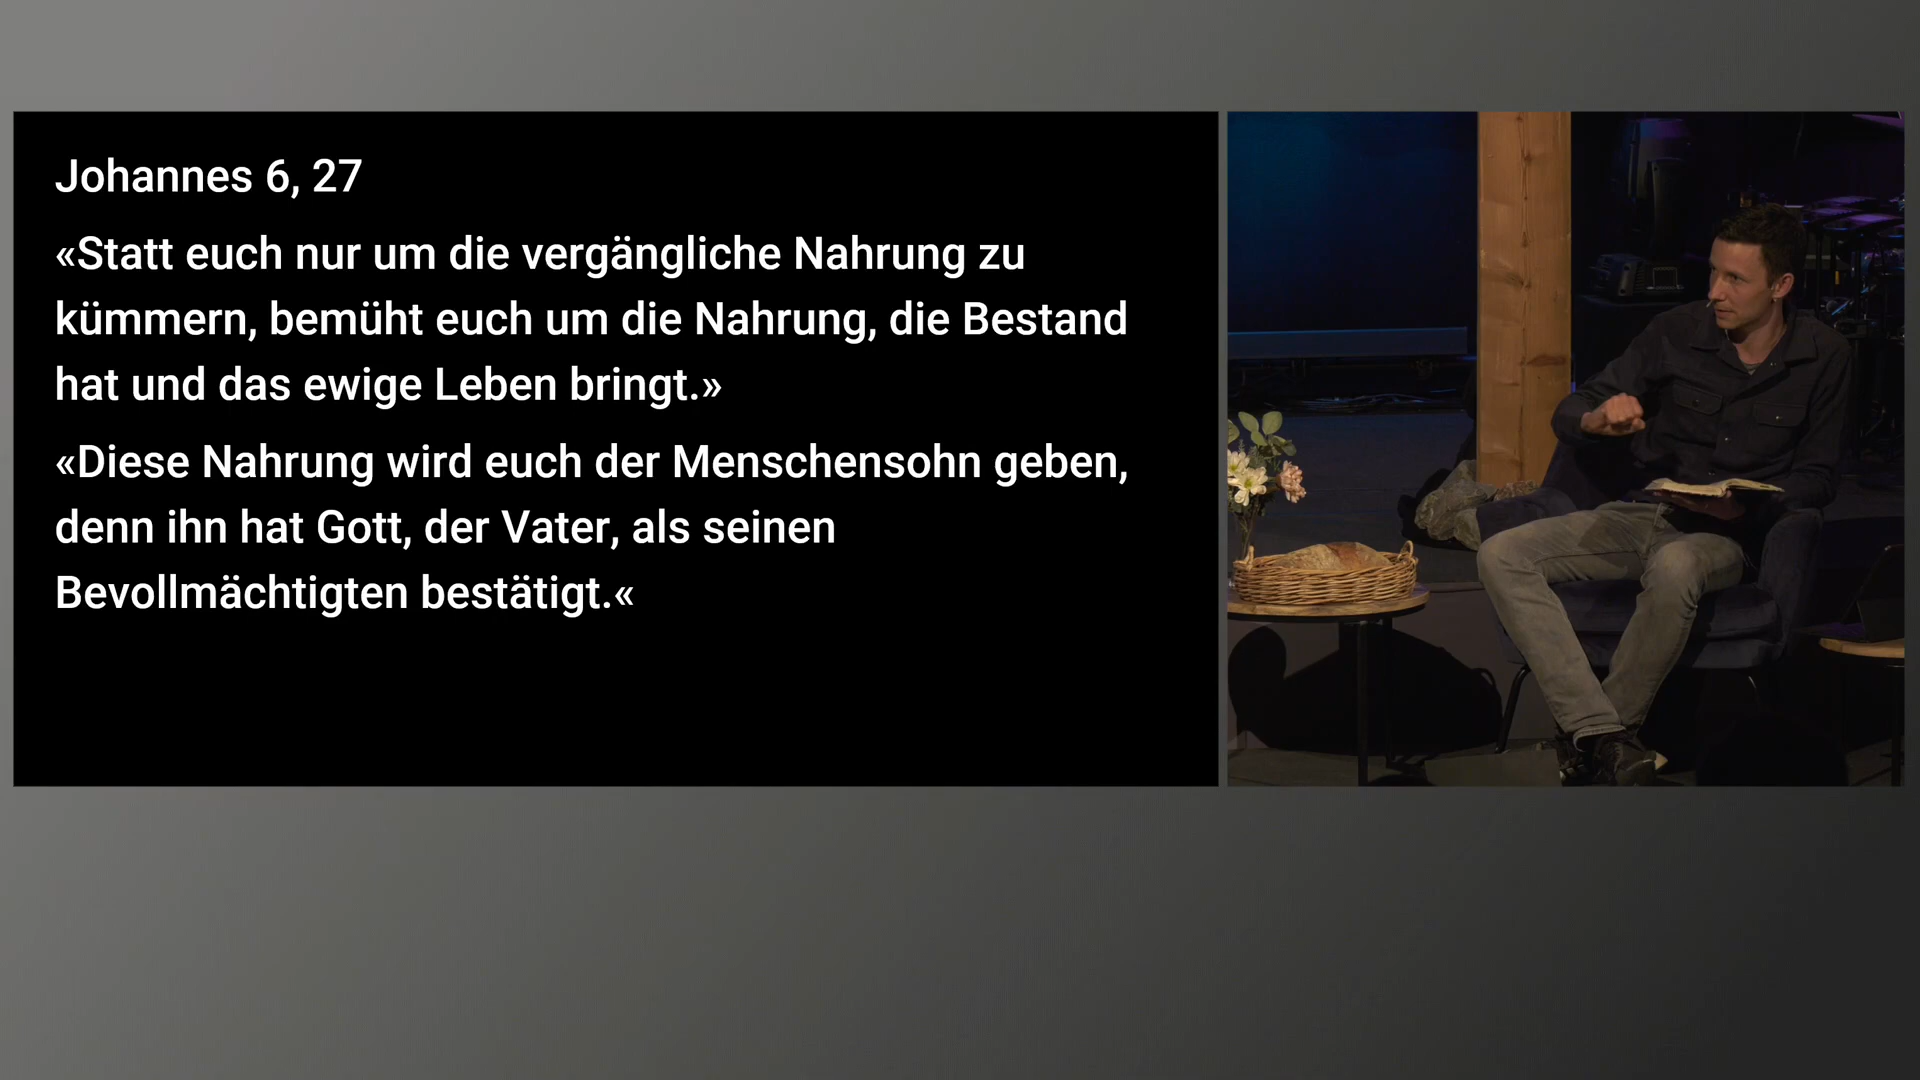 Johannes 6, 27
«Statt euch nur um die vergängliche Nahrung zu
kümmern, bemüht euch um die Nahrung, die Bestand
hat und das ewige Leben bringt.»
«Diese Nahrung wird euch der Menschensohn geben,
denn ihn hat Gott, der Vater, als seinen
Bevollmächtigten bestätigt.«